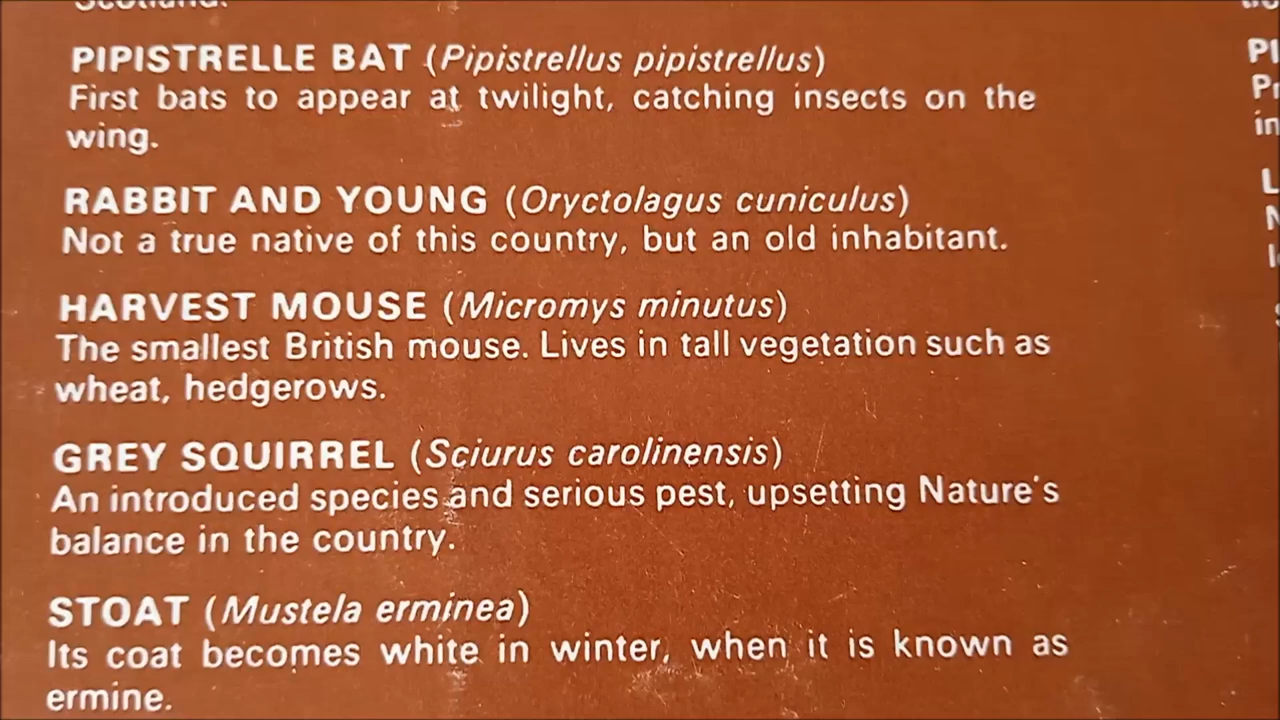 Scotland.
PIPISTRELLE BAT (Pipistrellus pipistrellus)
First bats to appear at twilight, catching insects on the
wing.
RABBIT AND YOUNG (Oryctolagus cuniculus)
Not a true native of this country, but an old inhabitant.
HARVEST MOUSE (Micromys minutus)
The smallest British mouse. Lives in tall vegetation such as
wheat, hedgerows.
GREY SQUIRREL (Sciurus carolinensis)
An introduced species and serious pest, upsetting Nature's
balance in the country.
STOAT (Mustela erminea)
Its coat becomes white in winter, when it is known as
ermine.